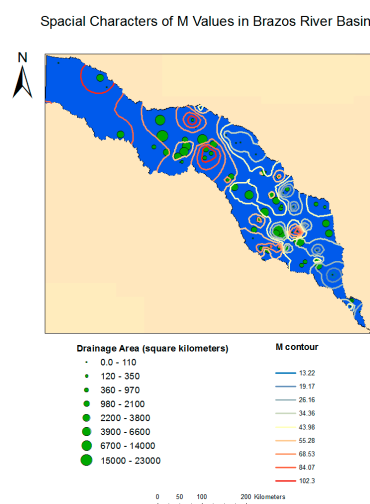 Spacial Characters of M Values in Brazos River Basin
N
Drainage Area (square kilometers)
0.0 - 110
120 - 350
360 - 970
980 - 2100
2200 - 3800
3900 - 6600
6700 - 14000
15000 - 23000
M contour
13.22
19.17
26.16
34.36
43.98
55.28
68.53
84.07
102.3
0 50 100 200 Kilometers